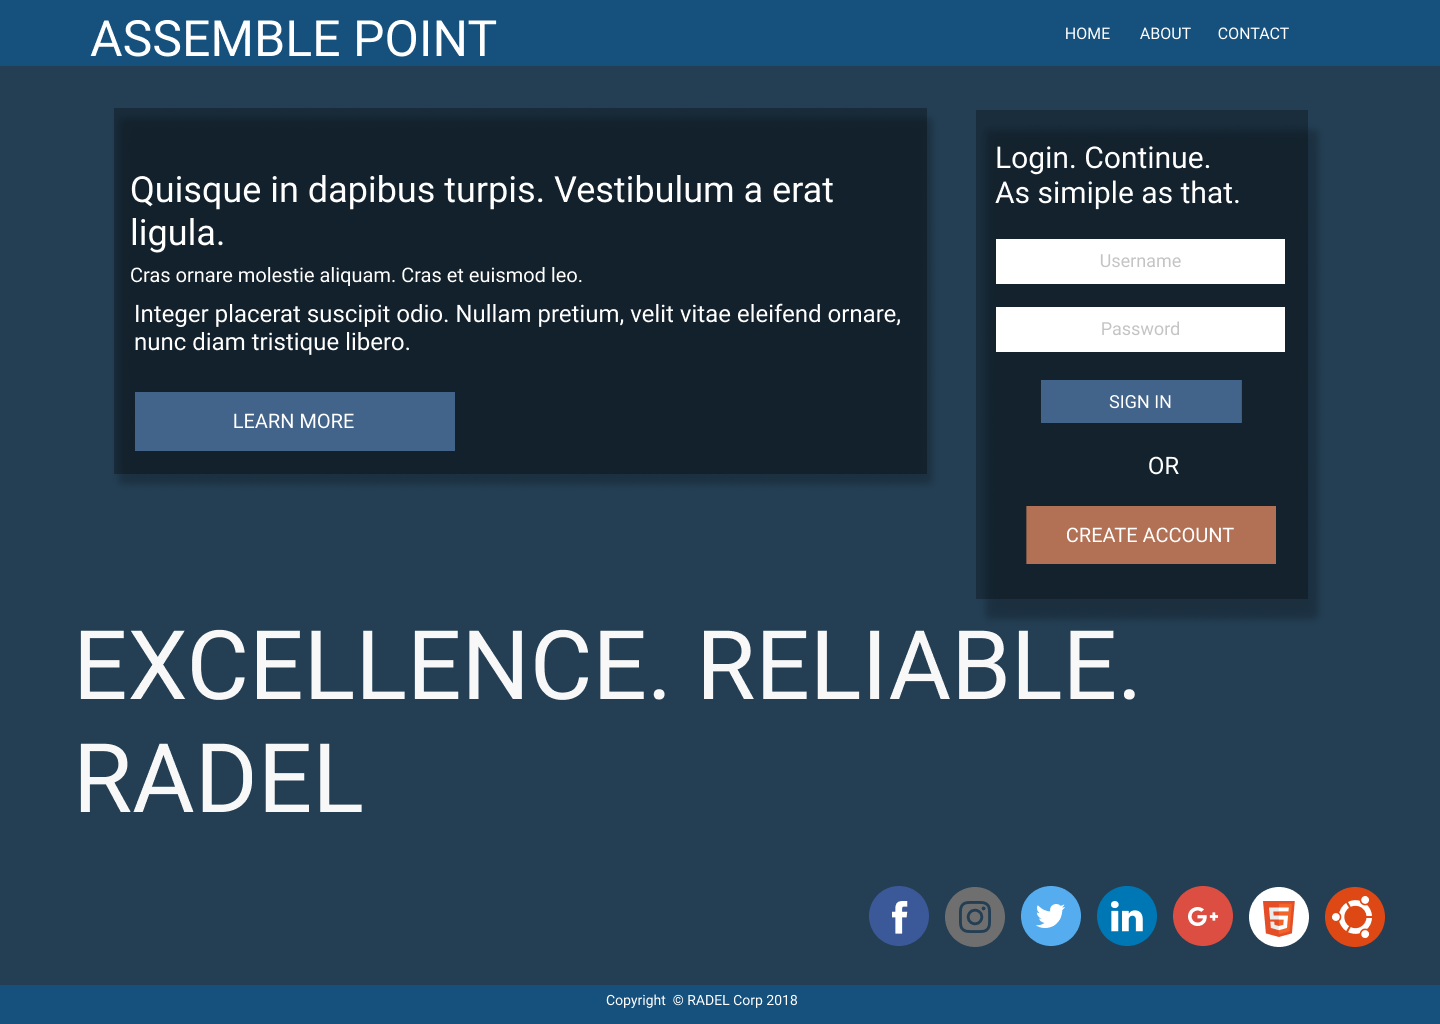 ASSEMBLE POINT
HOME ABOUT CONTACT
Quisque in dapibus turpis. Vestibulum a erat
ligula.
Cras ornare molestie aliquam. Cras et euismod leo.
Integer placerat suscipit odio. Nullam pretium, velit vitae eleifend ornare,
nunc diam tristique libero.
LEARN MORE
Login. Continue.
As simiple as that.
Username
Password
SIGN IN
OR
CREATE ACCOUNT
EXCELLENCE. RELIABLE.
RADEL
f
in
G+
5
Copyright © RADEL Corp 2018